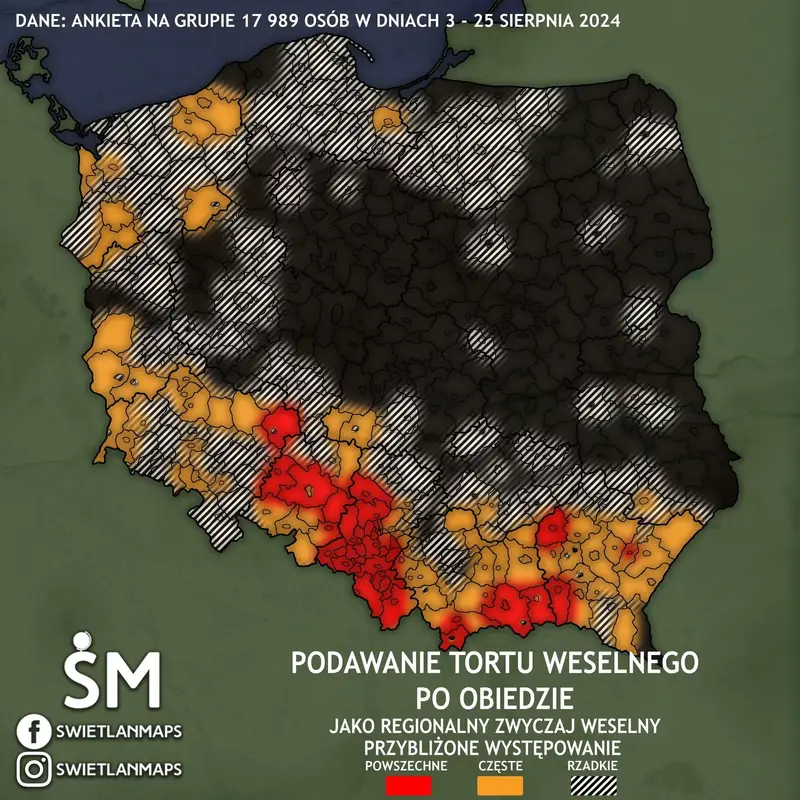 DANE: ANKIETA NA GRUPIE 17 989 OSÓB W DNIACH 3 - 25 SIERPNIA 2024
PODAWANIE TORTU WESELNEGO
PO OBIEDZIE
JAKO REGIONALNY ZWYCZAJ WESELNY
PRZYBLIŻONE WYSTĘPOWANIE
POWSZECHNE CZĘSTE RZADKIE
ŚM
SWIETLANMAPS
SWIETLANMAPS